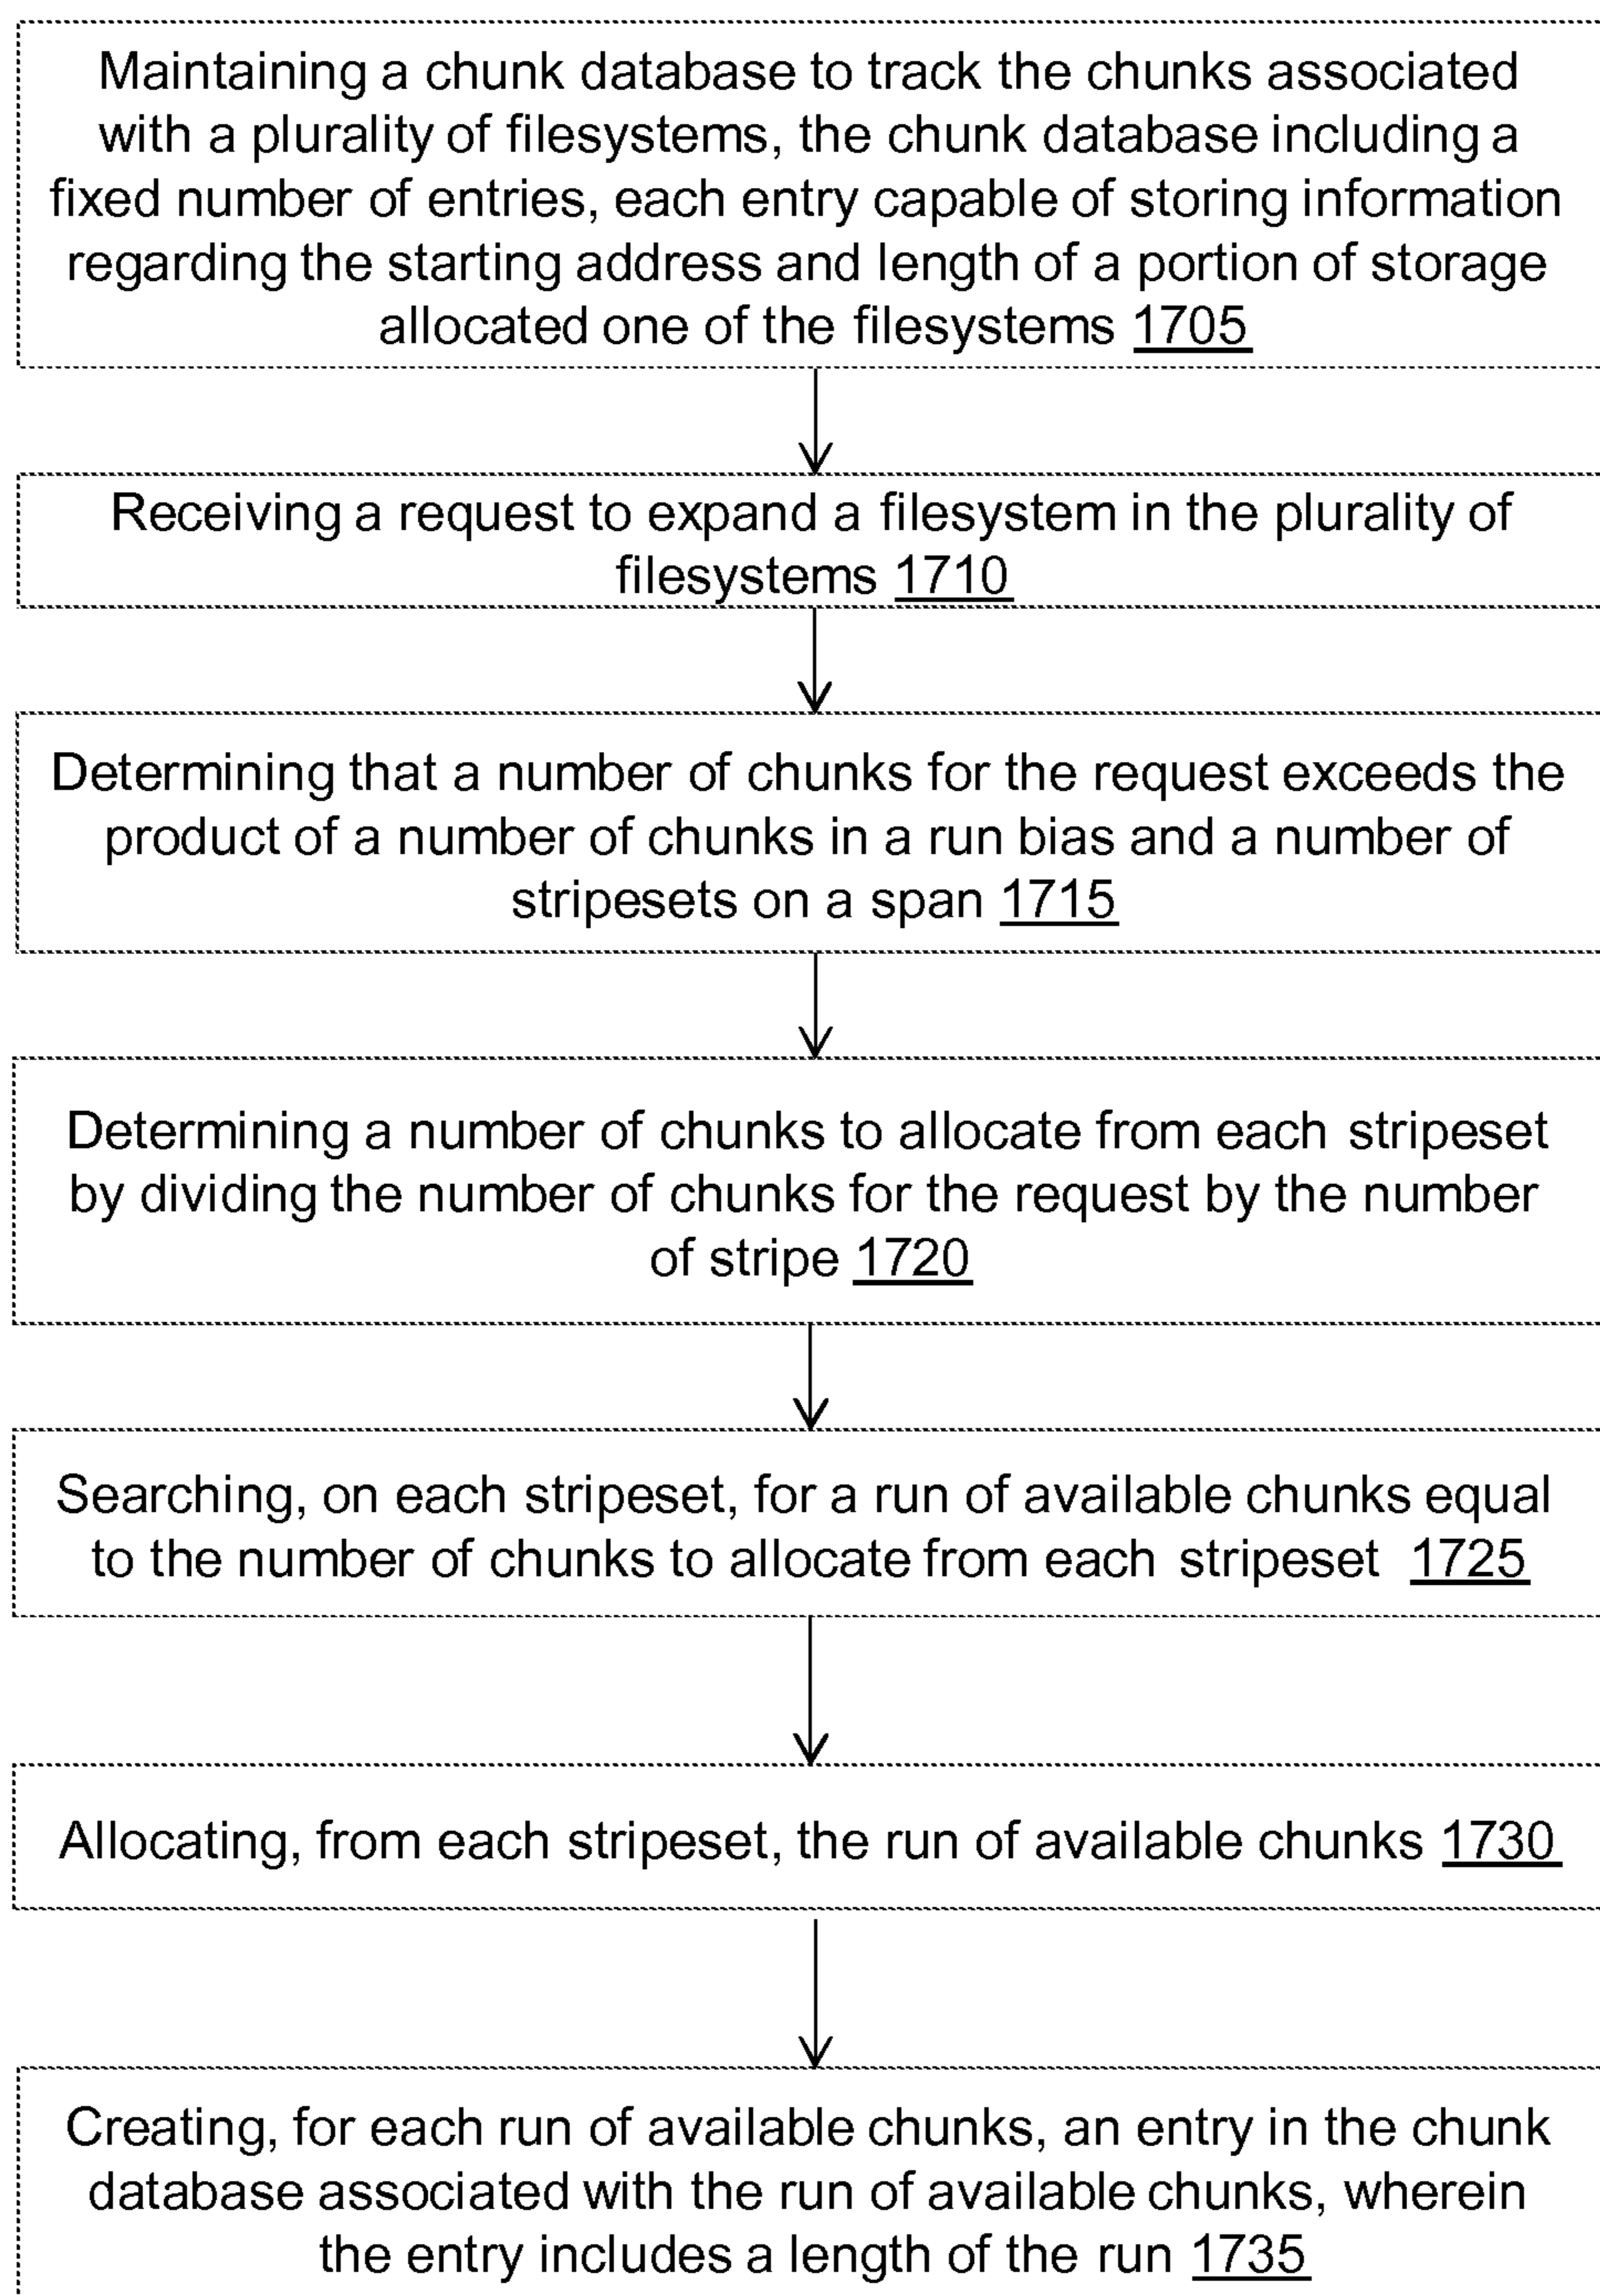 Maintaining a chunk database to track the chunks associated
with a plurality of filesystems, the chunk database including a
fixed number of entries, each entry capable of storing information
regarding the starting address and length of a portion of storage
allocated one of the filesystems 1705
Receiving a request to expand a filesystem in the plurality of
filesystems 1710
Determining that a number of chunks for the request exceeds the
product of a number of chunks in a run bias and a number of
stripesets on a span 1715
Determining a number of chunks to allocate from each stripeset
by dividing the number of chunks for the request by the number
of stripe 1720
Searching, on each stripeset, for a run of available chunks equal
to the number of chunks to allocate from each stripeset 1725
Allocating, from each stripeset, the run of available chunks 1730
Creating, for each run of available chunks, an entry in the chunk
database associated with the run of available chunks, wherein
the entry includes a length of the run 1735